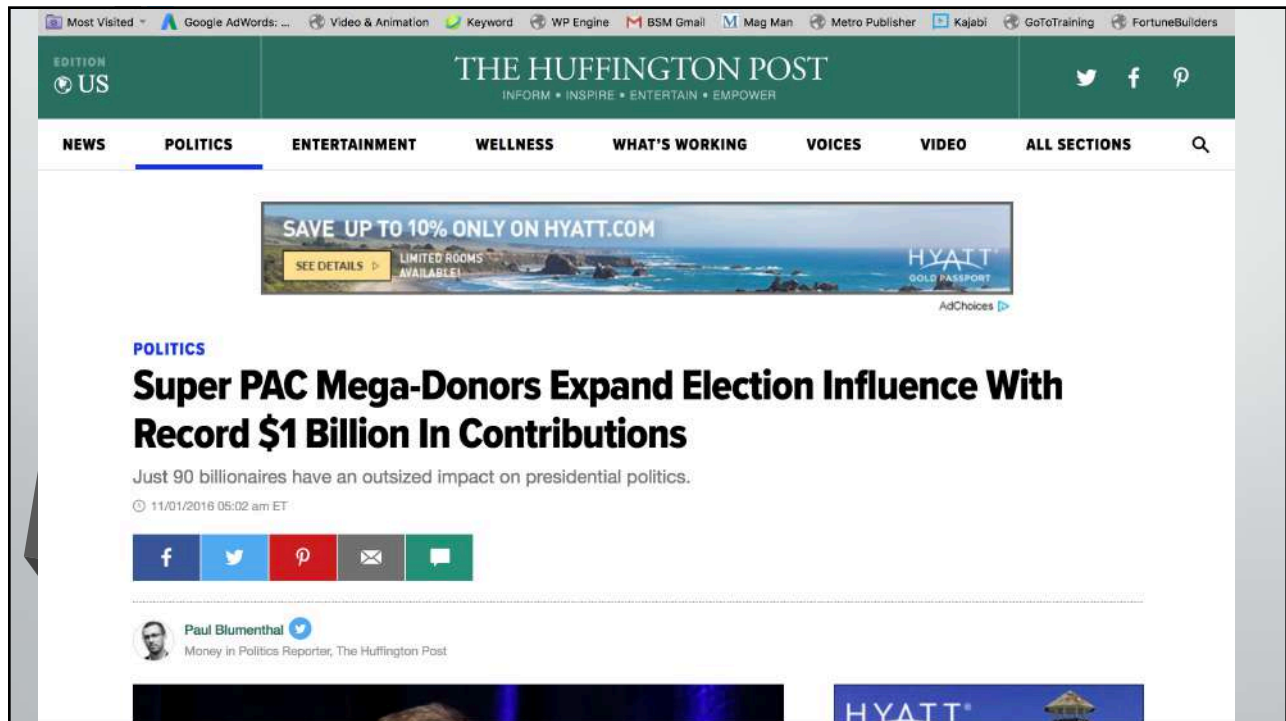 Most Visited Google AdWords: ... Video & Animation Keyword WP Engine BSM Gmail Mag Man Metro Publisher Kajabi GoToTraining FortuneBuilders
EDITION
US
THE HUFFINGTON POST
INFORM • INSPIRE • ENTERTAIN • EMPOWER
NEWS POLITICS ENTERTAINMENT WELLNESS WHAT'S WORKING VOICES VIDEO ALL SECTIONS
SAVE UP TO 10% ONLY ON HYATT.COM
SEE DETAILS
LIMITED ROOMS
AVAILABLE!
HYATT
GOLD PASSPORT
AdChoices
POLITICS
Super PAC Mega-Donors Expand Election Influence With
Record $1 Billion In Contributions
Just 90 billionaires have an outsized impact on presidential politics.
11/01/2016 05:02 am ET
Paul Blumenthal
Money in Politics Reporter, The Huffington Post
HYATT